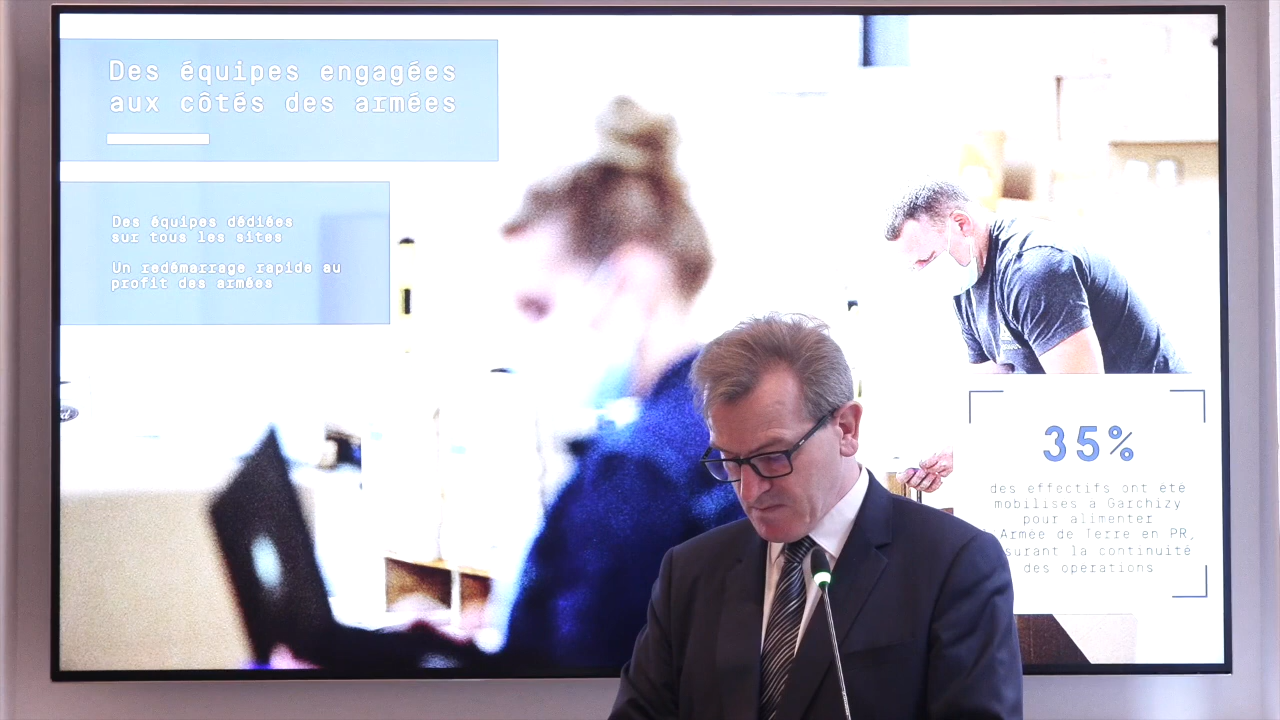 Des équipes engagées
aux côtés des armées
Des équipes dédiées
sur tous les sites
Un redémarrage rapide au
profit des armées
35%
des effectifs ont été
mobilisés à Garchizy
pour alimenter
Armée de Terre en PR,
surant la continuité
des opérations